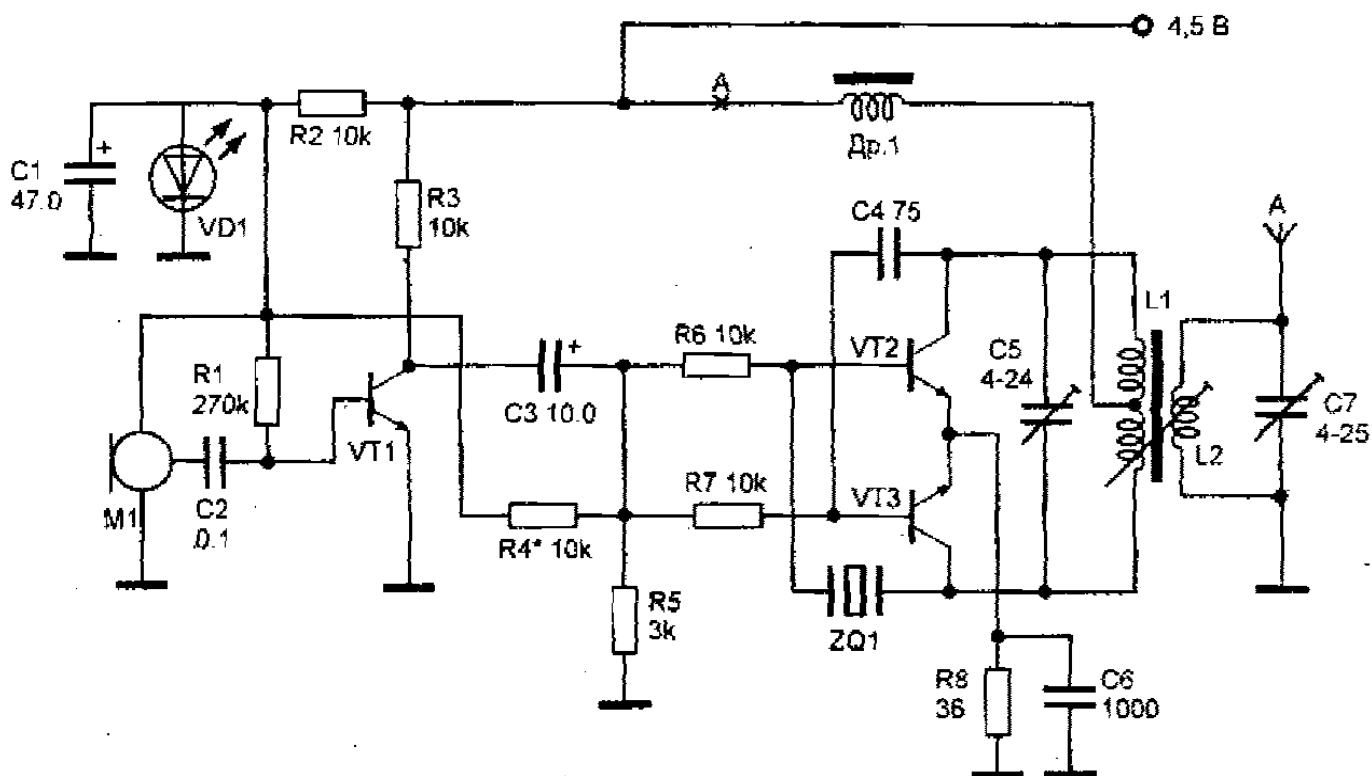 4,5 В
А
R2 10k
Др.1
C1
47.0
+
VD1
R3
10k
C4 75
А
L1
R1
270k
VT1
+
C3 10.0
R6 10k
VT2
C5
4-24
C7
4-25
L2
M1
C2
0.1
R4* 10k
R7 10k
VT3
R5
3k
ZQ1
R8
36
C6
1000